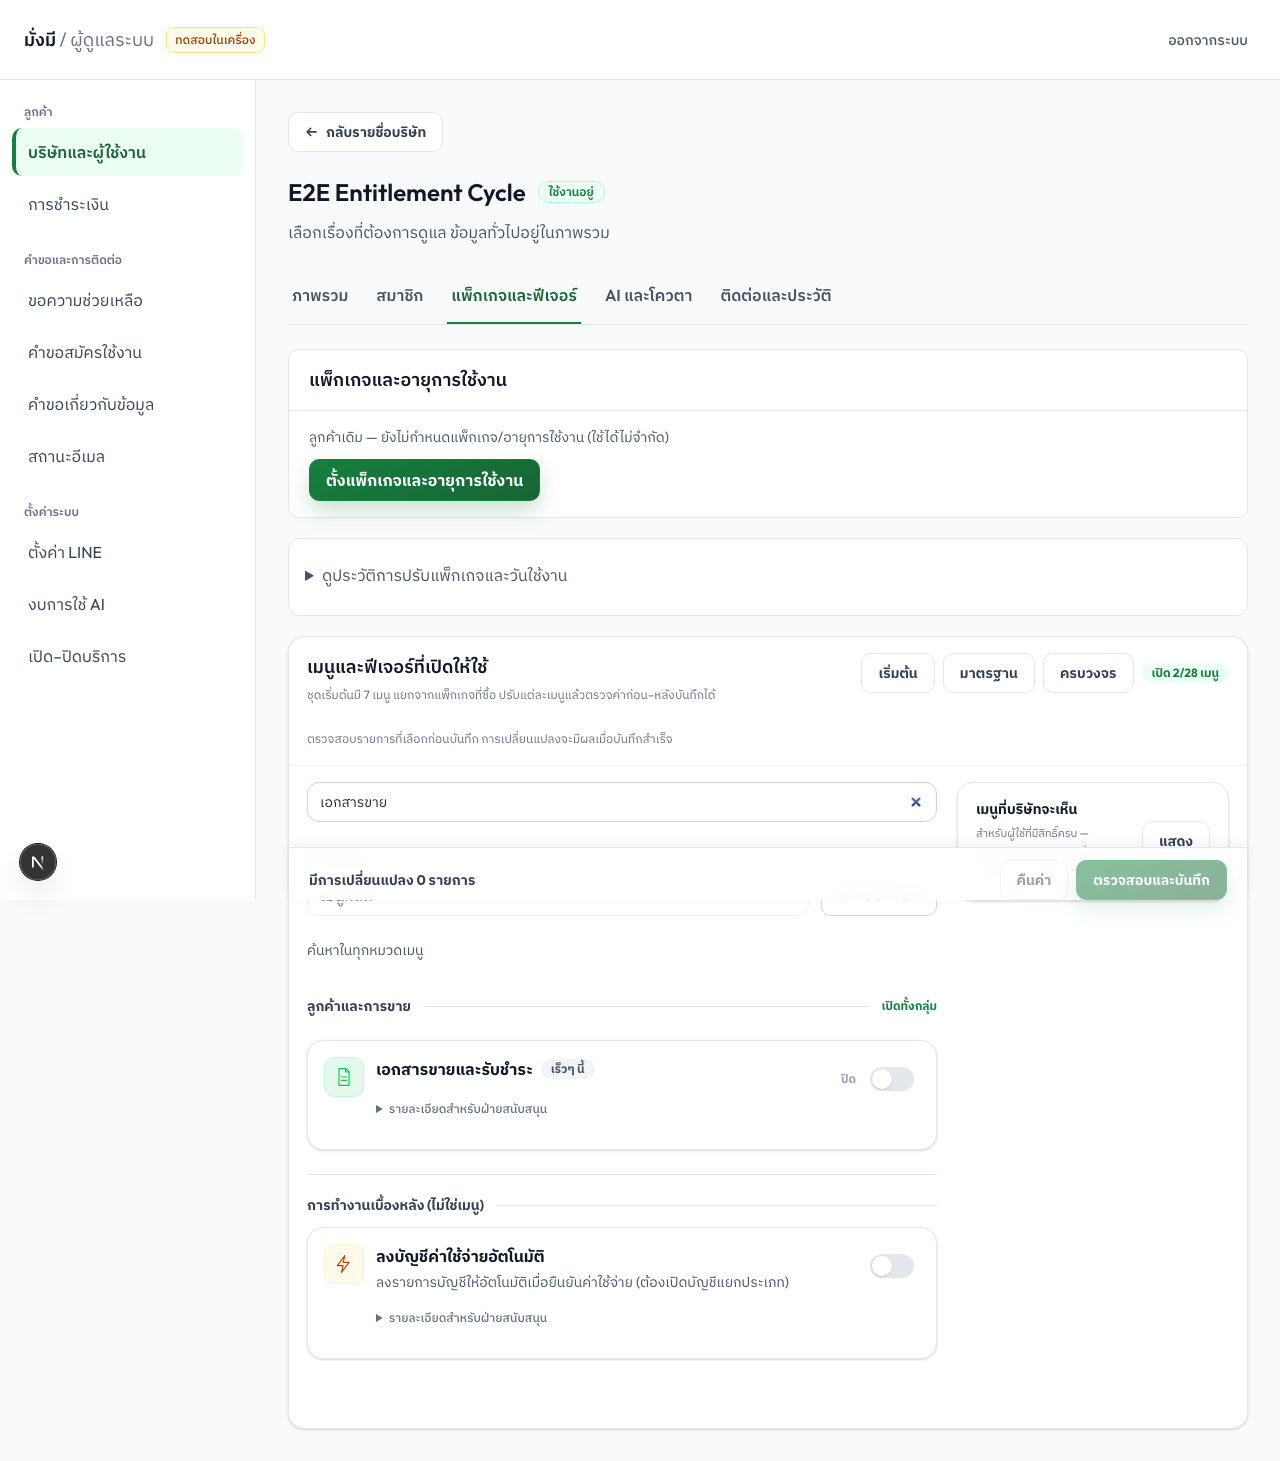 มั่งมี / ผู้ดูแลระบบ ทดสอบในเครื่อง
ออกจากระบบ
ลูกค้า
บริษัทและผู้ใช้งาน
การชำระเงิน
คำขอและการติดต่อ
ขอความช่วยเหลือ
คำขอสมัครใช้งาน
คำขอเกี่ยวกับข้อมูล
สถานะอีเมล
ตั้งค่าระบบ
ตั้งค่า LINE
งบการใช้ AI
เปิด–ปิดบริการ
N
← กลับรายชื่อบริษัท
E2E Entitlement Cycle ใช้งานอยู่
เลือกเรื่องที่ต้องการดูแล ข้อมูลทั่วไปอยู่ในภาพรวม
ภาพรวม สมาชิก แพ็กเกจและฟีเจอร์ AI และโควตา ติดต่อและประวัติ
แพ็กเกจและอายุการใช้งาน
ลูกค้าเดิม — ยังไม่กำหนดแพ็กเกจ/อายุการใช้งาน (ใช้ได้ไม่จำกัด)
ตั้งแพ็กเกจและอายุการใช้งาน
ดูประวัติการปรับแพ็กเกจและวันใช้งาน
เมนูและฟีเจอร์ที่เปิดให้ใช้
เริ่มต้น มาตรฐาน ครบวงจร เปิด 2/28 เมนู
ชุดเริ่มต้นมี 7 เมนู แยกจากแพ็กเกจที่ซื้อ ปรับแต่ละเมนูแล้วตรวจค่าก่อน–หลังบันทึกได้
ตรวจสอบรายการที่เลือกก่อนบันทึก การเปลี่ยนแปลงจะมีผลเมื่อบันทึกสำเร็จ
เอกสารขาย
เมนูที่บริษัทจะเห็น
สำหรับผู้ใช้ที่มีสิทธิ์ครบ —
แสดง
มีการเปลี่ยนแปลง 0 รายการ
คืนค่า ตรวจสอบและบันทึก
ค้นหาในทุกหมวดเมนู
ลูกค้าและการขาย เปิดทั้งกลุ่ม
เอกสารขายและรับชำระ เร็วๆ นี้
ปิด
รายละเอียดสำหรับฝ่ายสนับสนุน
การทำงานเบื้องหลัง (ไม่ใช่เมนู)
ลงบัญชีค่าใช้จ่ายอัตโนมัติ
ลงรายการบัญชีให้อัตโนมัติเมื่อยืนยันค่าใช้จ่าย (ต้องเปิดบัญชีแยกประเภท)
รายละเอียดสำหรับฝ่ายสนับสนุน